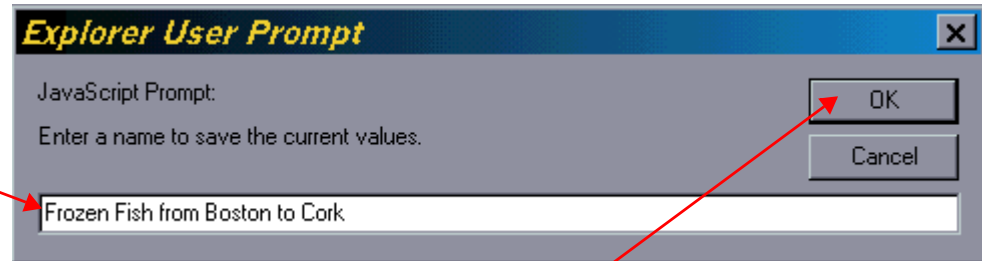 Explorer User Prompt
JavaScript Prompt:
OK
Enter a name to save the current values.
Cancel
Frozen Fish from Boston to Cork